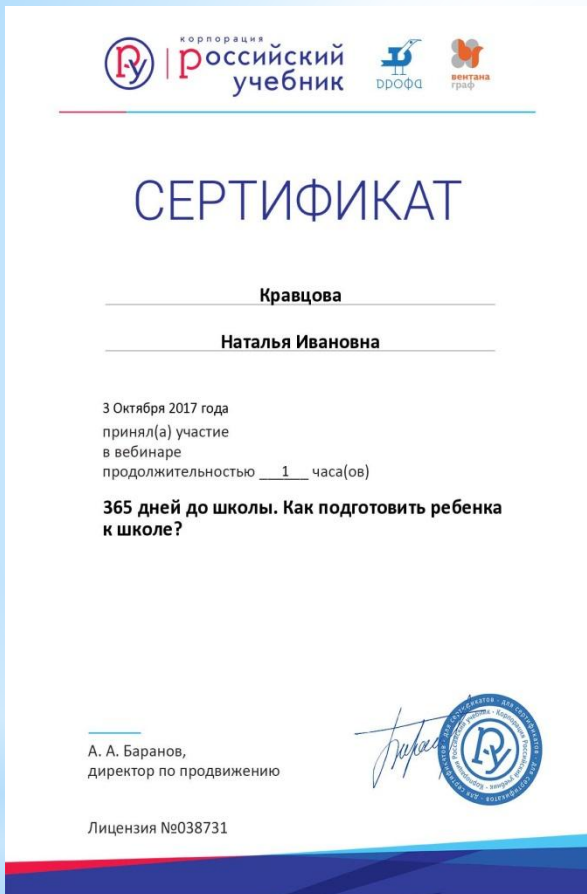 корпорация
российский
учебник
дрофа
вентана
граф
СЕРТИФИКАТ
Кравцова
Наталья Ивановна
3 Октября 2017 года
принял(а) участие
в вебинаре
продолжительностью __1__ часа(ов)
365 дней до школы. Как подготовить ребенка
к школе?
А. А. Баранов,
директор по продвижению
Лицензия №038731